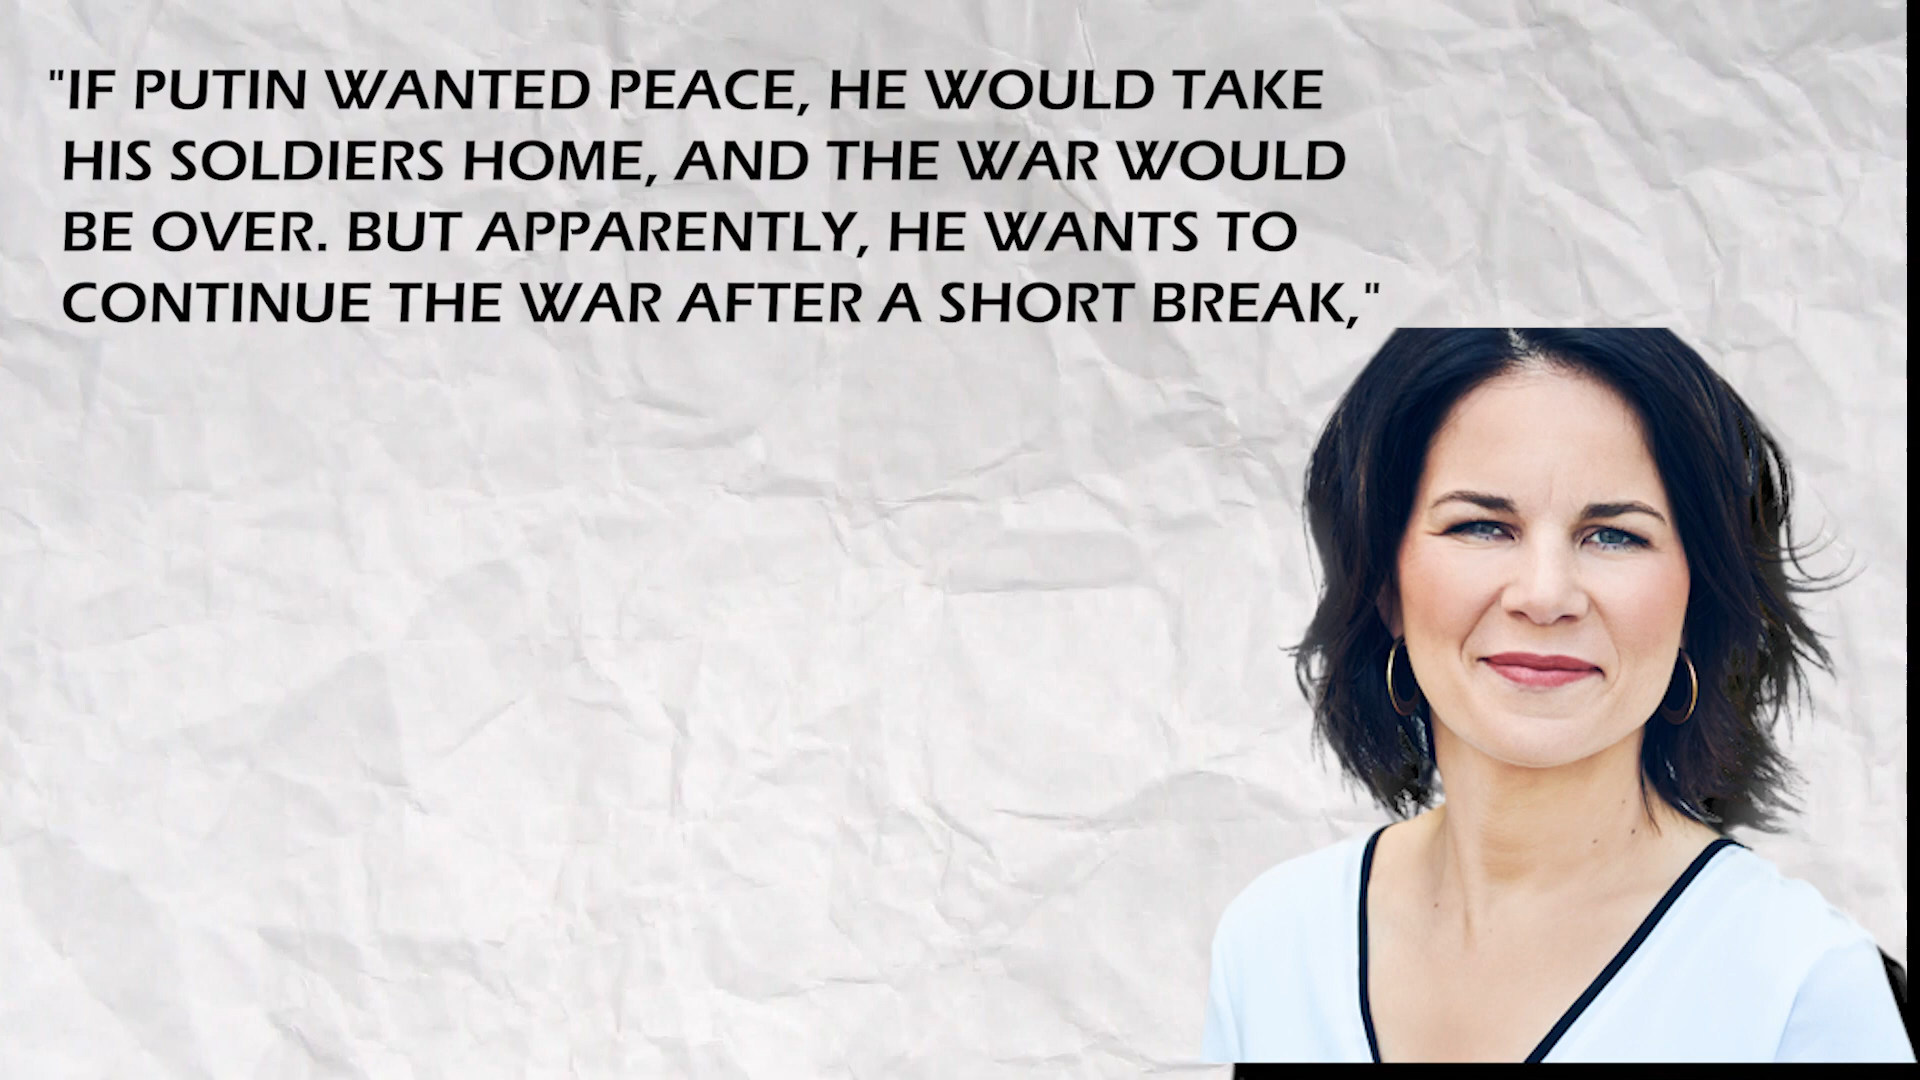 "IF PUTIN WANTED PEACE, HE WOULD TAKE
HIS SOLDIERS HOME, AND THE WAR WOULD
BE OVER. BUT APPARENTLY, HE WANTS TO
CONTINUE THE WAR AFTER A SHORT BREAK,"